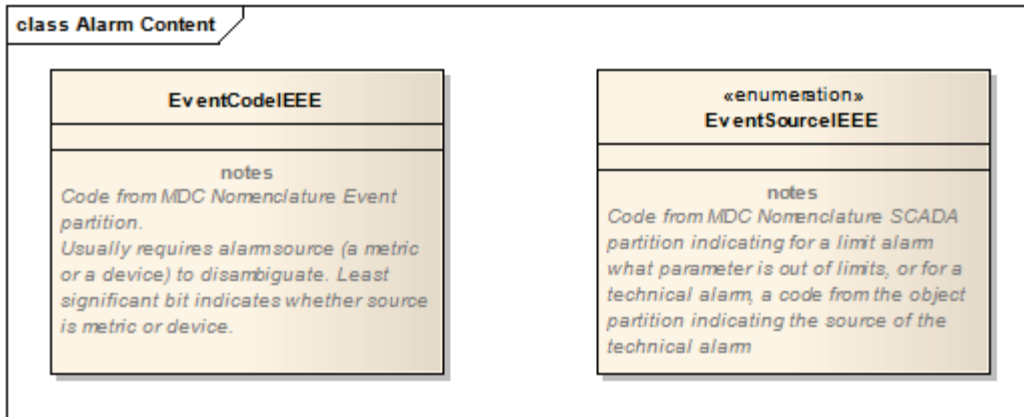 class Alarm Content
EventCodeIEEE
notes
Code from MDC Nomenclature Event
partition.
Usually requires alarmsource (a metric
or a device) to disambiguate. Least
significant bit indicates whether source
is metric or device.
«enumeration»
EventSourceIEEE
notes
Code from MDC Nomenclature SCADA
partition indicating for a limit alarm
what parameter is out of limits, or for a
technical alarm, a code from the object
partition indicating the source of the
technical alarm